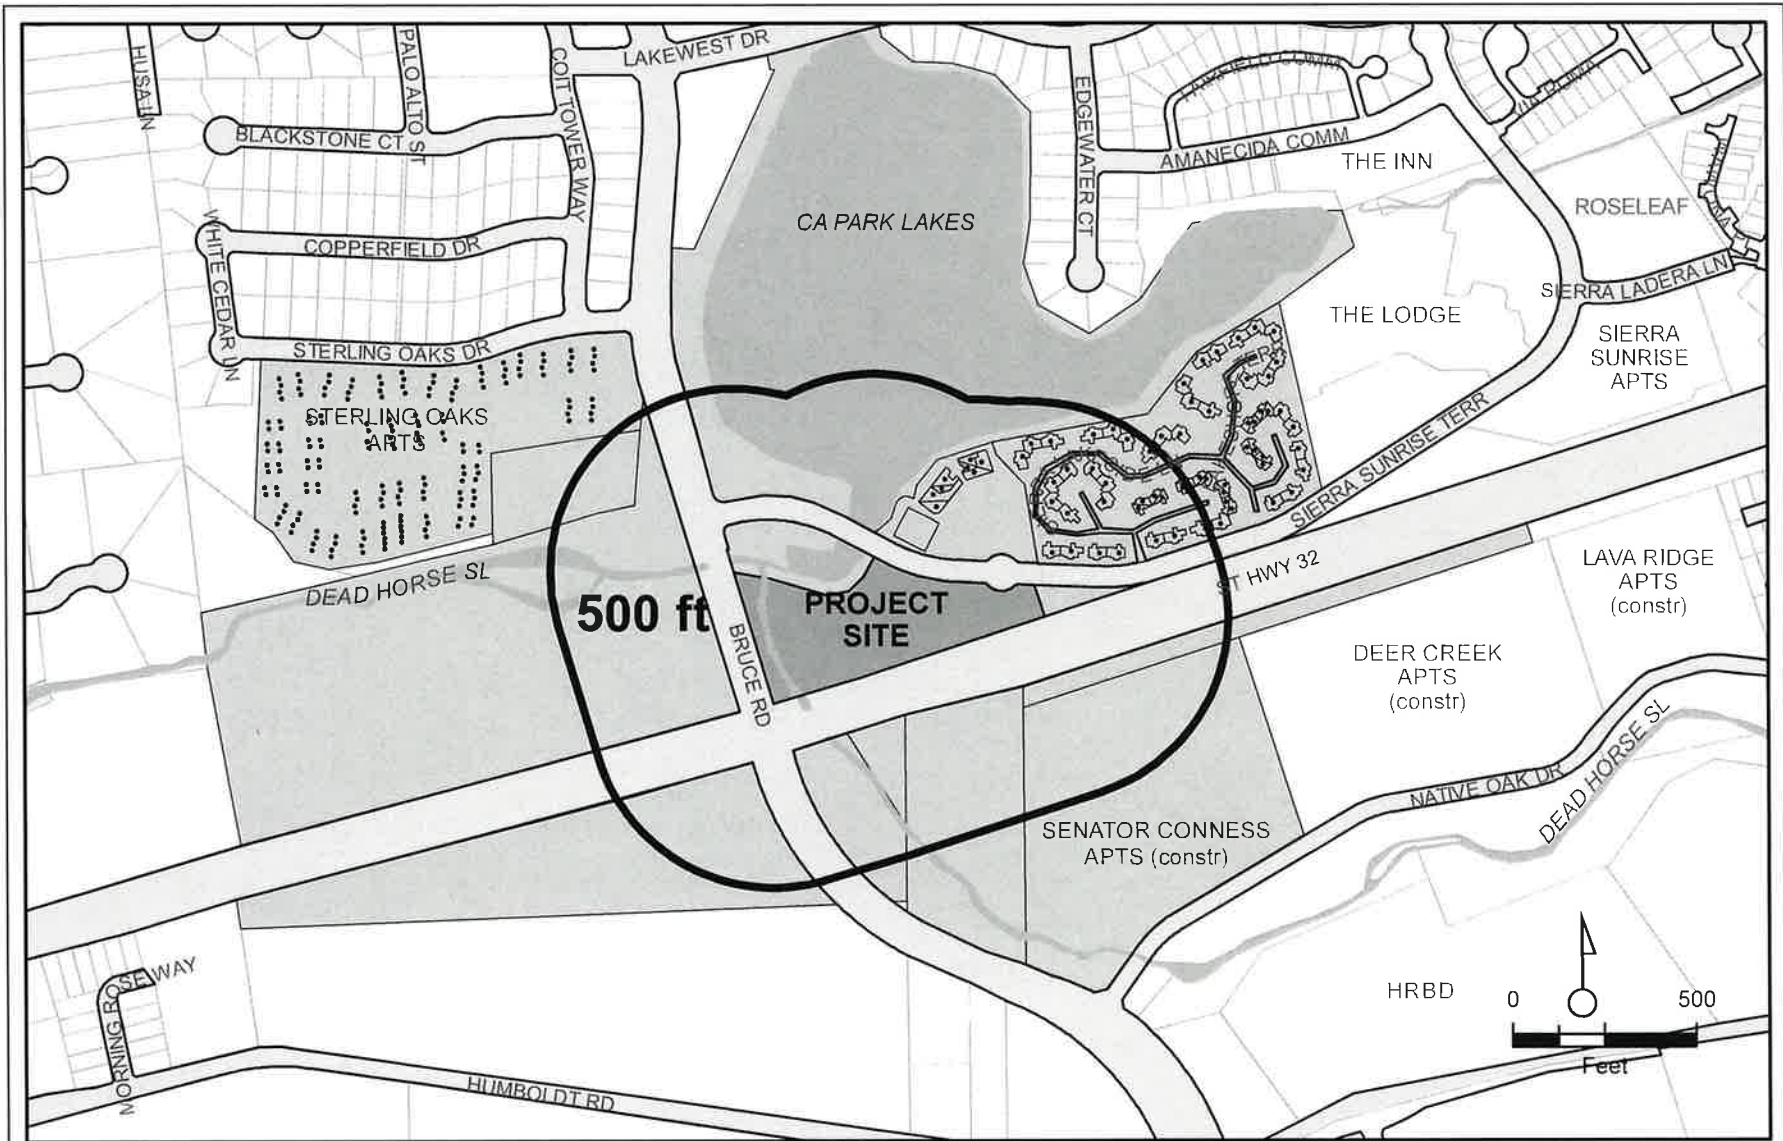 HUSA LN
PALO ALTO ST
COIT TOWER WAY
LAKEWEST DR
BLACKSTONE CT
EDGEWATER CT
AMANECIDA COMM
THE INN
ROSELEAF
CA PARK LAKES
WHITE CEDAR LN
COPPERFIELD DR
SIERRA LADERA LN
THE LODGE
SIERRA
SUNRISE
APTS
STERLING OAKS DR
STERLING OAKS
APTS
SIERRA SUNRISE TERR
DEAD HORSE SL
500 ft
BRUCE RD
PROJECT
SITE
ST HWY 32
LAVA RIDGE
APTS
(constr)
DEER CREEK
APTS
(constr)
NATIVE OAK DR
DEAD HORSE SL
SENATOR CONNESS
APTS (constr)
HRBD
MORNING ROSE WAY
HUMBOLDT RD
0 500
Feet